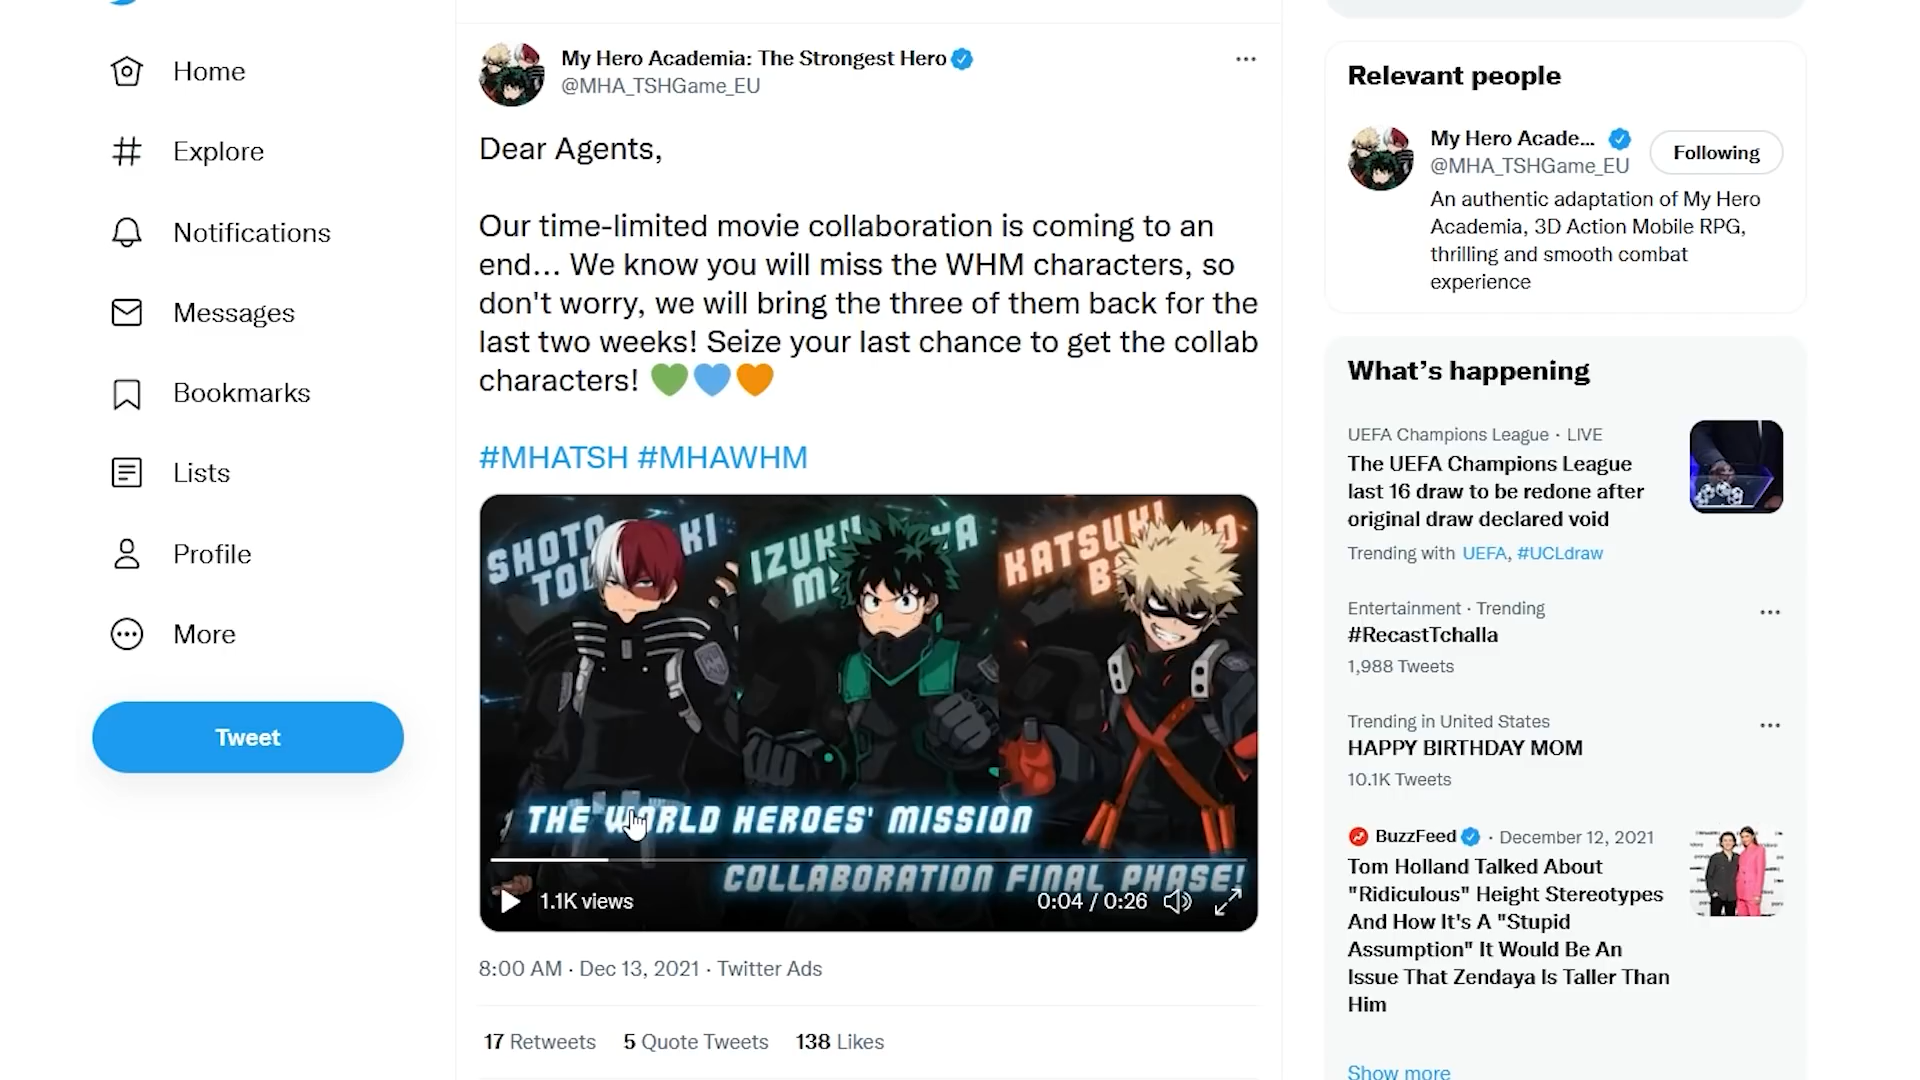 Home
Explore
Notifications
Messages
Bookmarks
Lists
Profile
More
Tweet
My Hero Academia: The Strongest Hero
@MHA_TSHGame_EU
Dear Agents,
Our time-limited movie collaboration is coming to an
end... We know you will miss the WHM characters, so
don't worry, we will bring the three of them back for the
last two weeks! Seize your last chance to get the collab
characters! 💚💙🧡
#MHATSH #MHAWHM
SHOTO
IZUKU
KATSUKI
THE WORLD HEROES' MISSION
COLLABORATION FINAL PHASE!
1.1K views
0:04 / 0:26
8:00 AM · Dec 13, 2021 · Twitter Ads
17 Retweets 5 Quote Tweets 138 Likes
Relevant people
My Hero Acade...
@MHA_TSHGame_EU
Following
An authentic adaptation of My Hero
Academia, 3D Action Mobile RPG,
thrilling and smooth combat
experience
What's happening
UEFA Champions League · LIVE
The UEFA Champions League
last 16 draw to be redone after
original draw declared void
Trending with UEFA, #UCLdraw
Entertainment · Trending
#RecastTchalla
1,988 Tweets
Trending in United States
HAPPY BIRTHDAY MOM
10.1K Tweets
BuzzFeed · December 12, 2021
Tom Holland Talked About
"Ridiculous" Height Stereotypes
And How It's A "Stupid
Assumption" It Would Be An
Issue That Zendaya Is Taller Than
Him
Show more